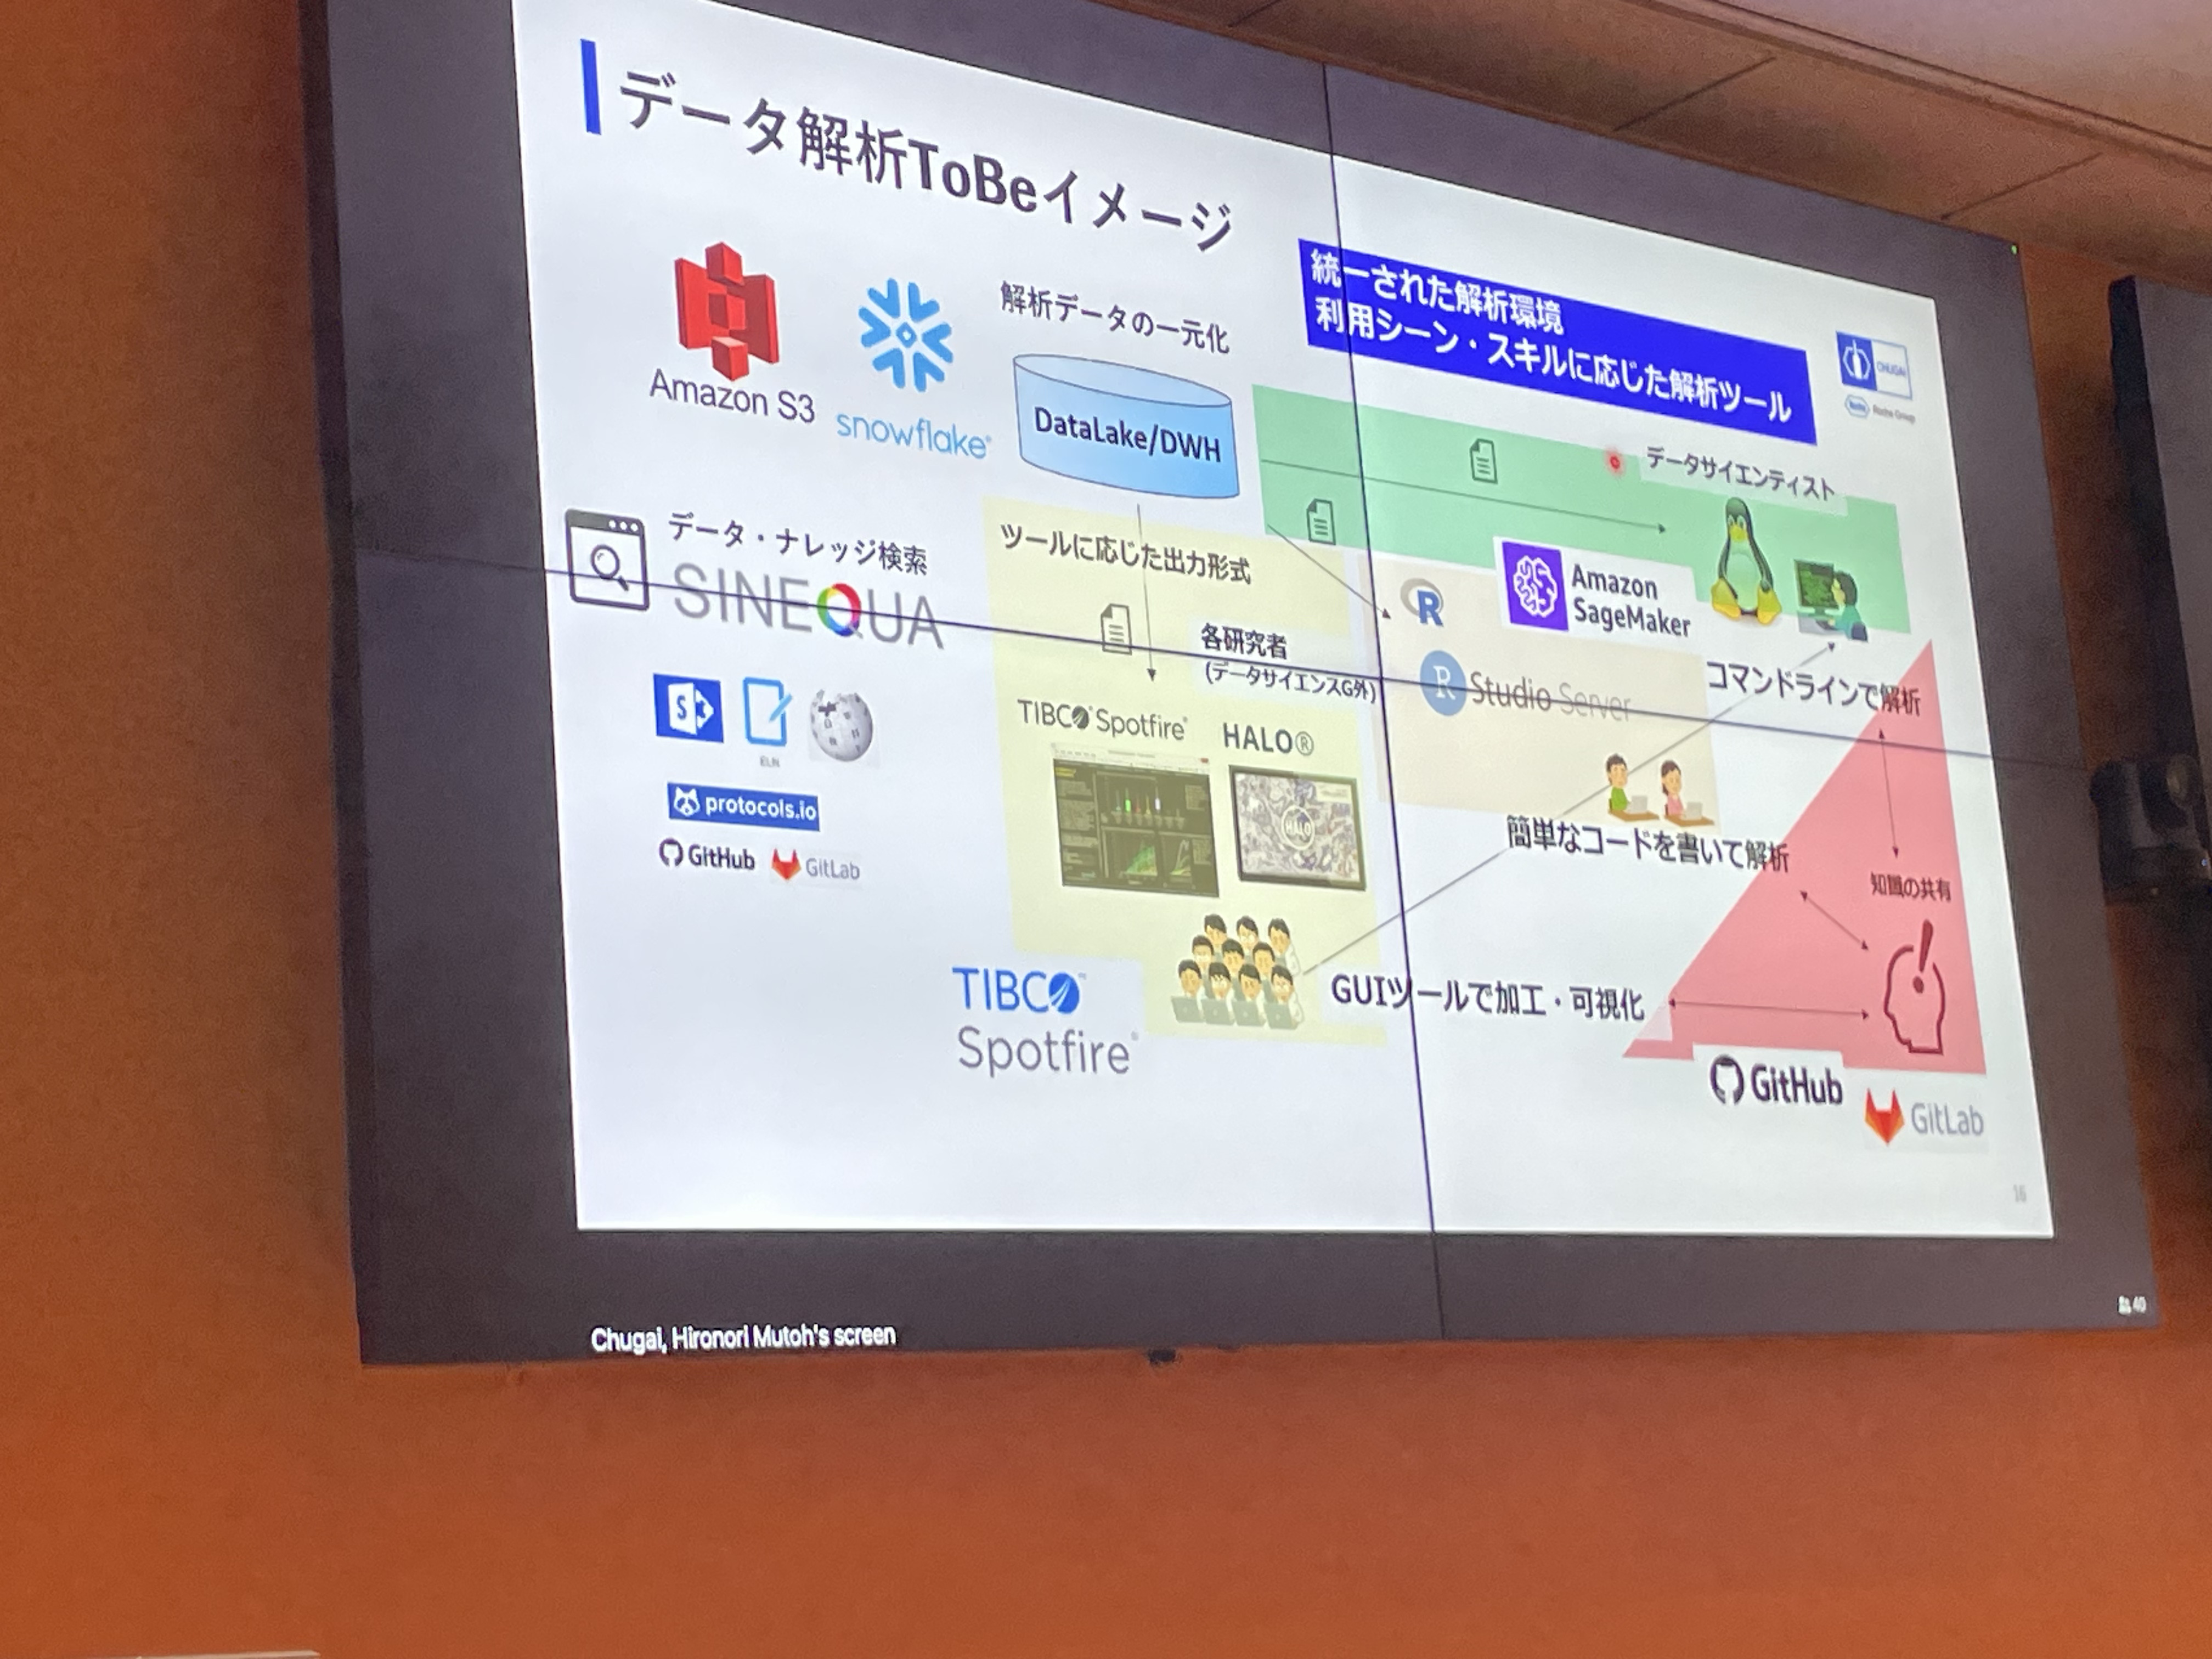 データ解析ToBeイメージ
統一された解析環境
利用シーン・スキルに応じた解析ツール
CHUGAI
Roche Roche Group
Amazon S3
snowflake®
解析データの一元化
DataLake/DWH
データサイエンティスト
データ・ナレッジ検索
SINEQUA
ツールに応じた出力形式
各研究者
(データサイエンスG外)
R
Amazon
SageMaker
R Studio Server
コマンドラインで解析
S
ELN
protocols.io
GitHub
GitLab
TIBCO® Spotfire®
HALO®
HALO
簡単なコードを書いて解析
知識の共有
GUIツールで加工・可視化
TIBCO™
Spotfire®
GitHub
GitLab
16
Chugai, Hironori Mutoh's screen
40